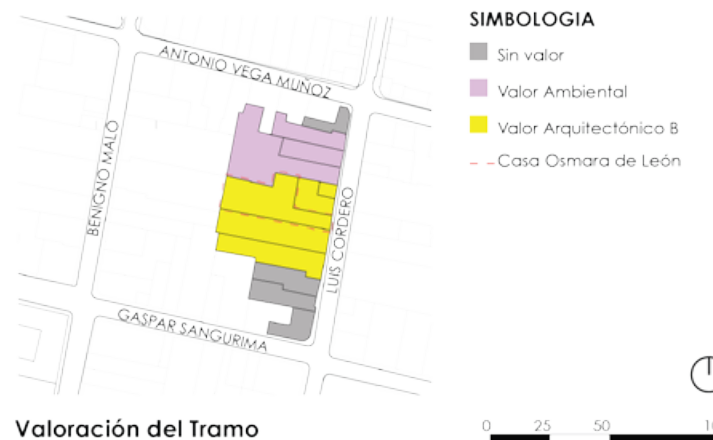 ANTONIO VEGA MUÑOZ
BENIGNO MALÓ
LUIS CORDERO
GASPAR SANGURIMA
SIMBOLOGIA
Sin valor
Valor Ambiental
Valor Arquitectónico B
Casa Osmara de León
Valoración del Tramo
0 25 50